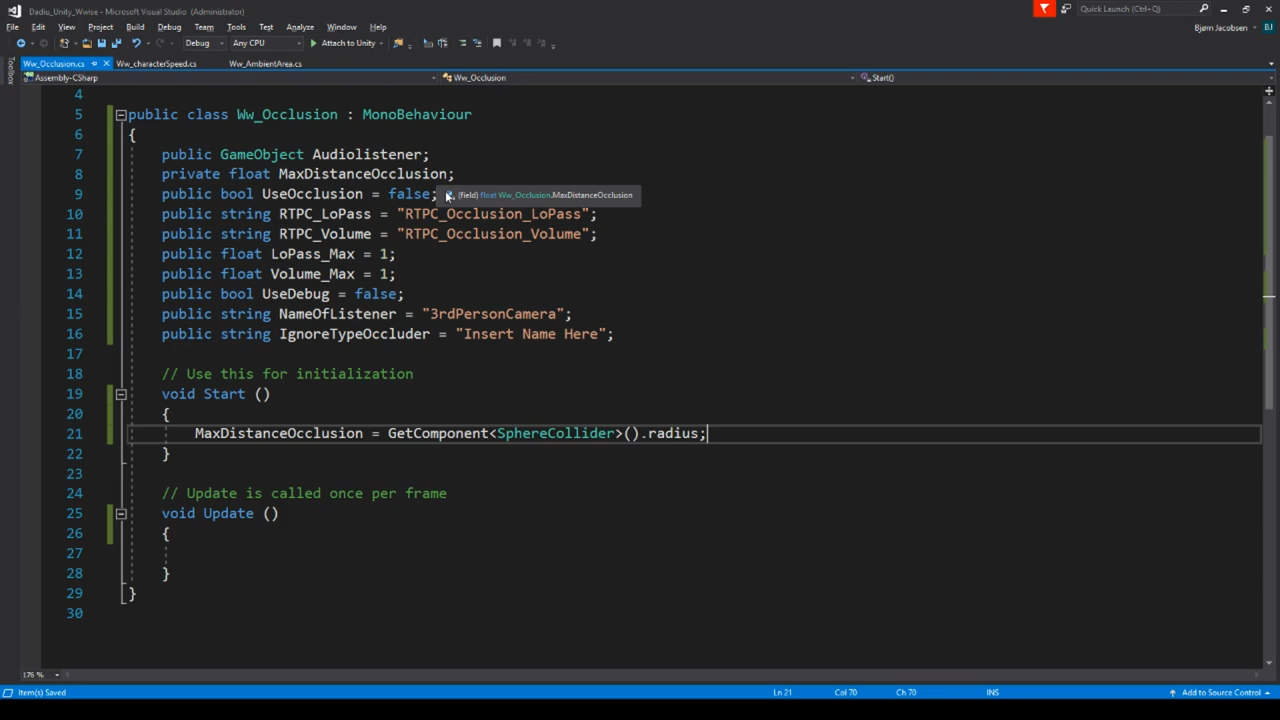 Dadiu_Unity_Wwise - Microsoft Visual Studio (Administrator)
Quick Launch (Ctrl+Q)
File Edit View Project Build Debug Team Tools Test Analyze Window Help
Bjørn Jacobsen BJ
Debug Any CPU Attach to Unity
Toolbox
Ww_Occlusion.cs Ww_characterSpeed.cs Ww_AmbientArea.cs
Assembly-CSharp Ww_Occlusion Start()
4
5 public class Ww_Occlusion : MonoBehaviour
6 {
7 public GameObject Audiolistener;
8 private float MaxDistanceOcclusion;
9 public bool UseOcclusion = false; (field) float Ww_Occlusion.MaxDistanceOcclusion
10 public string RTPC_LoPass = "RTPC_Occlusion_LoPass";
11 public string RTPC_Volume = "RTPC_Occlusion_Volume";
12 public float LoPass_Max = 1;
13 public float Volume_Max = 1;
14 public bool UseDebug = false;
15 public string NameOfListener = "3rdPersonCamera";
16 public string IgnoreTypeOccluder = "Insert Name Here";
17
18 // Use this for initialization
19 void Start ()
20 {
21 MaxDistanceOcclusion = GetComponent<SphereCollider>().radius;
22 }
23
24 // Update is called once per frame
25 void Update ()
26 {
27
28 }
29 }
30
176 %
Item(s) Saved Ln 21 Col 70 Ch 70 INS Add to Source Control